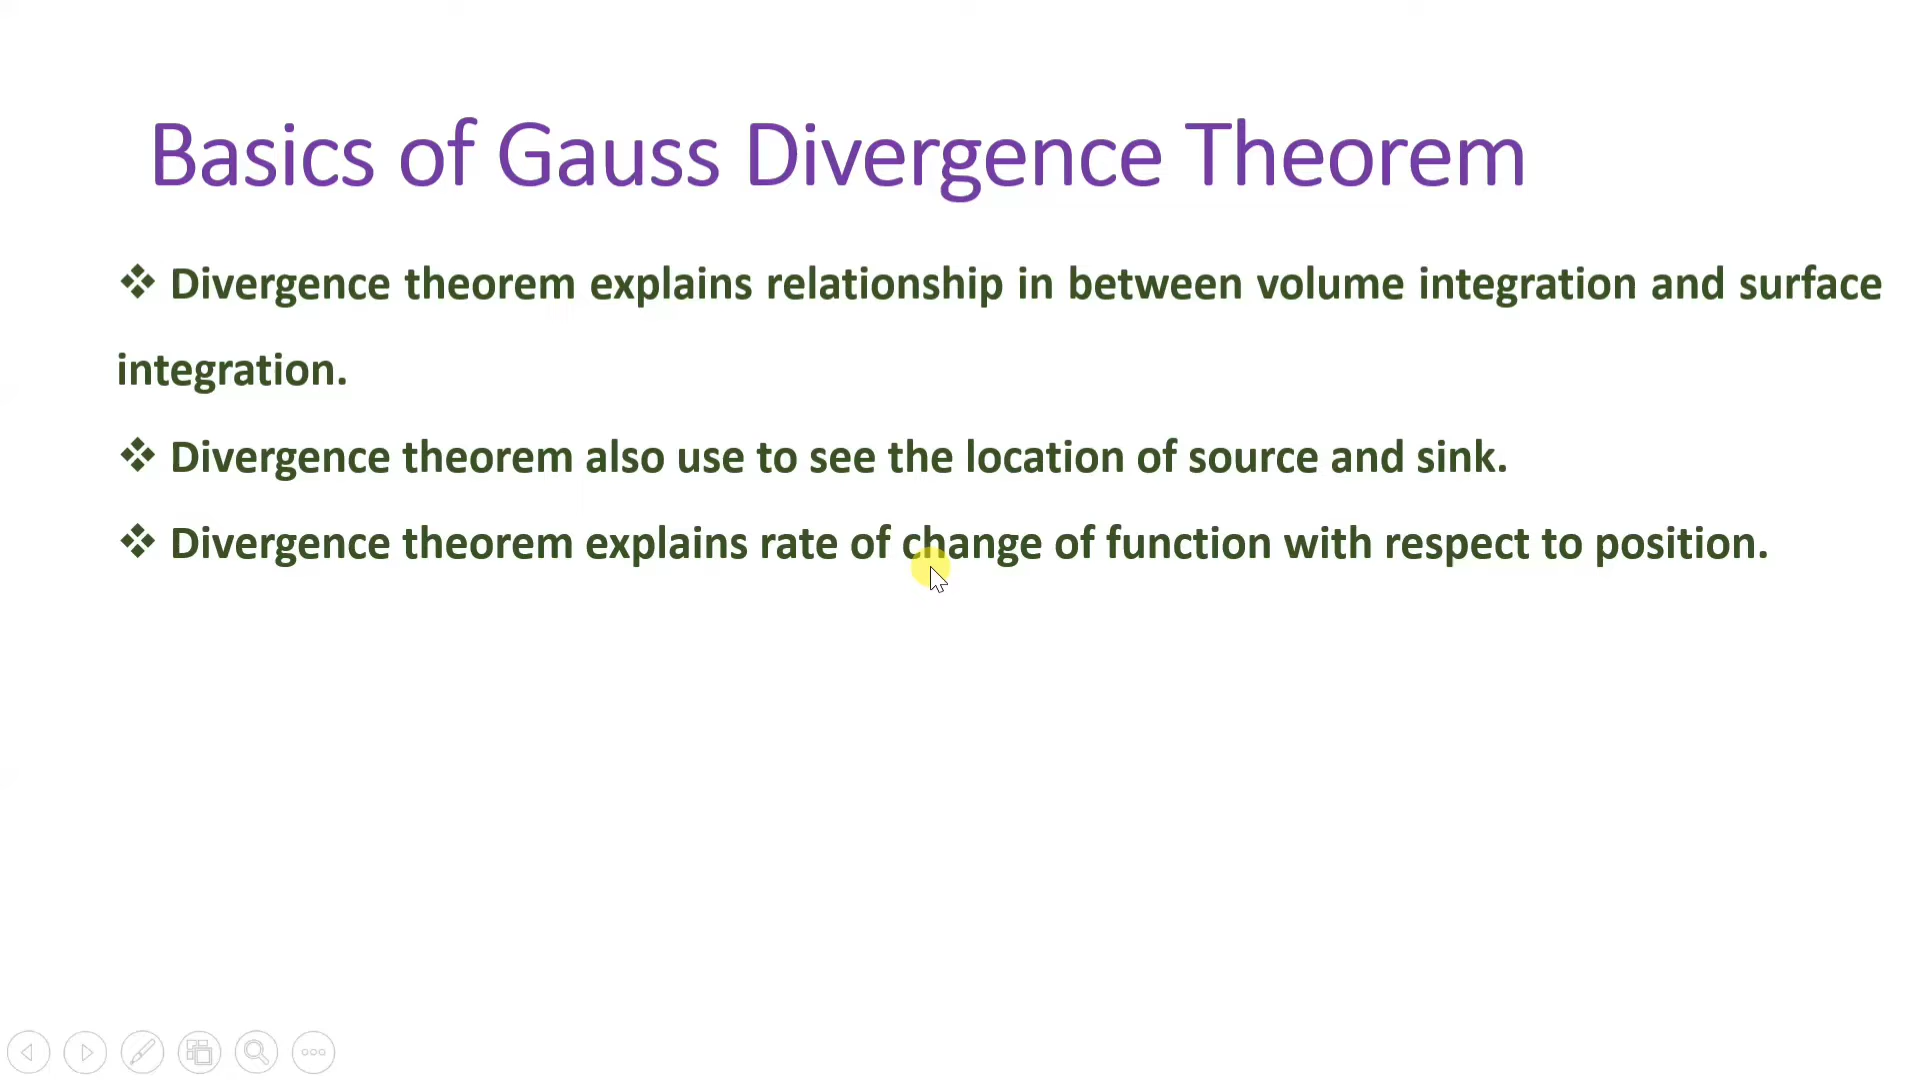 Basics of Gauss Divergence Theorem
❖ Divergence theorem explains relationship in between volume integration and surface
integration.
❖ Divergence theorem also use to see the location of source and sink.
❖ Divergence theorem explains rate of change of function with respect to position.